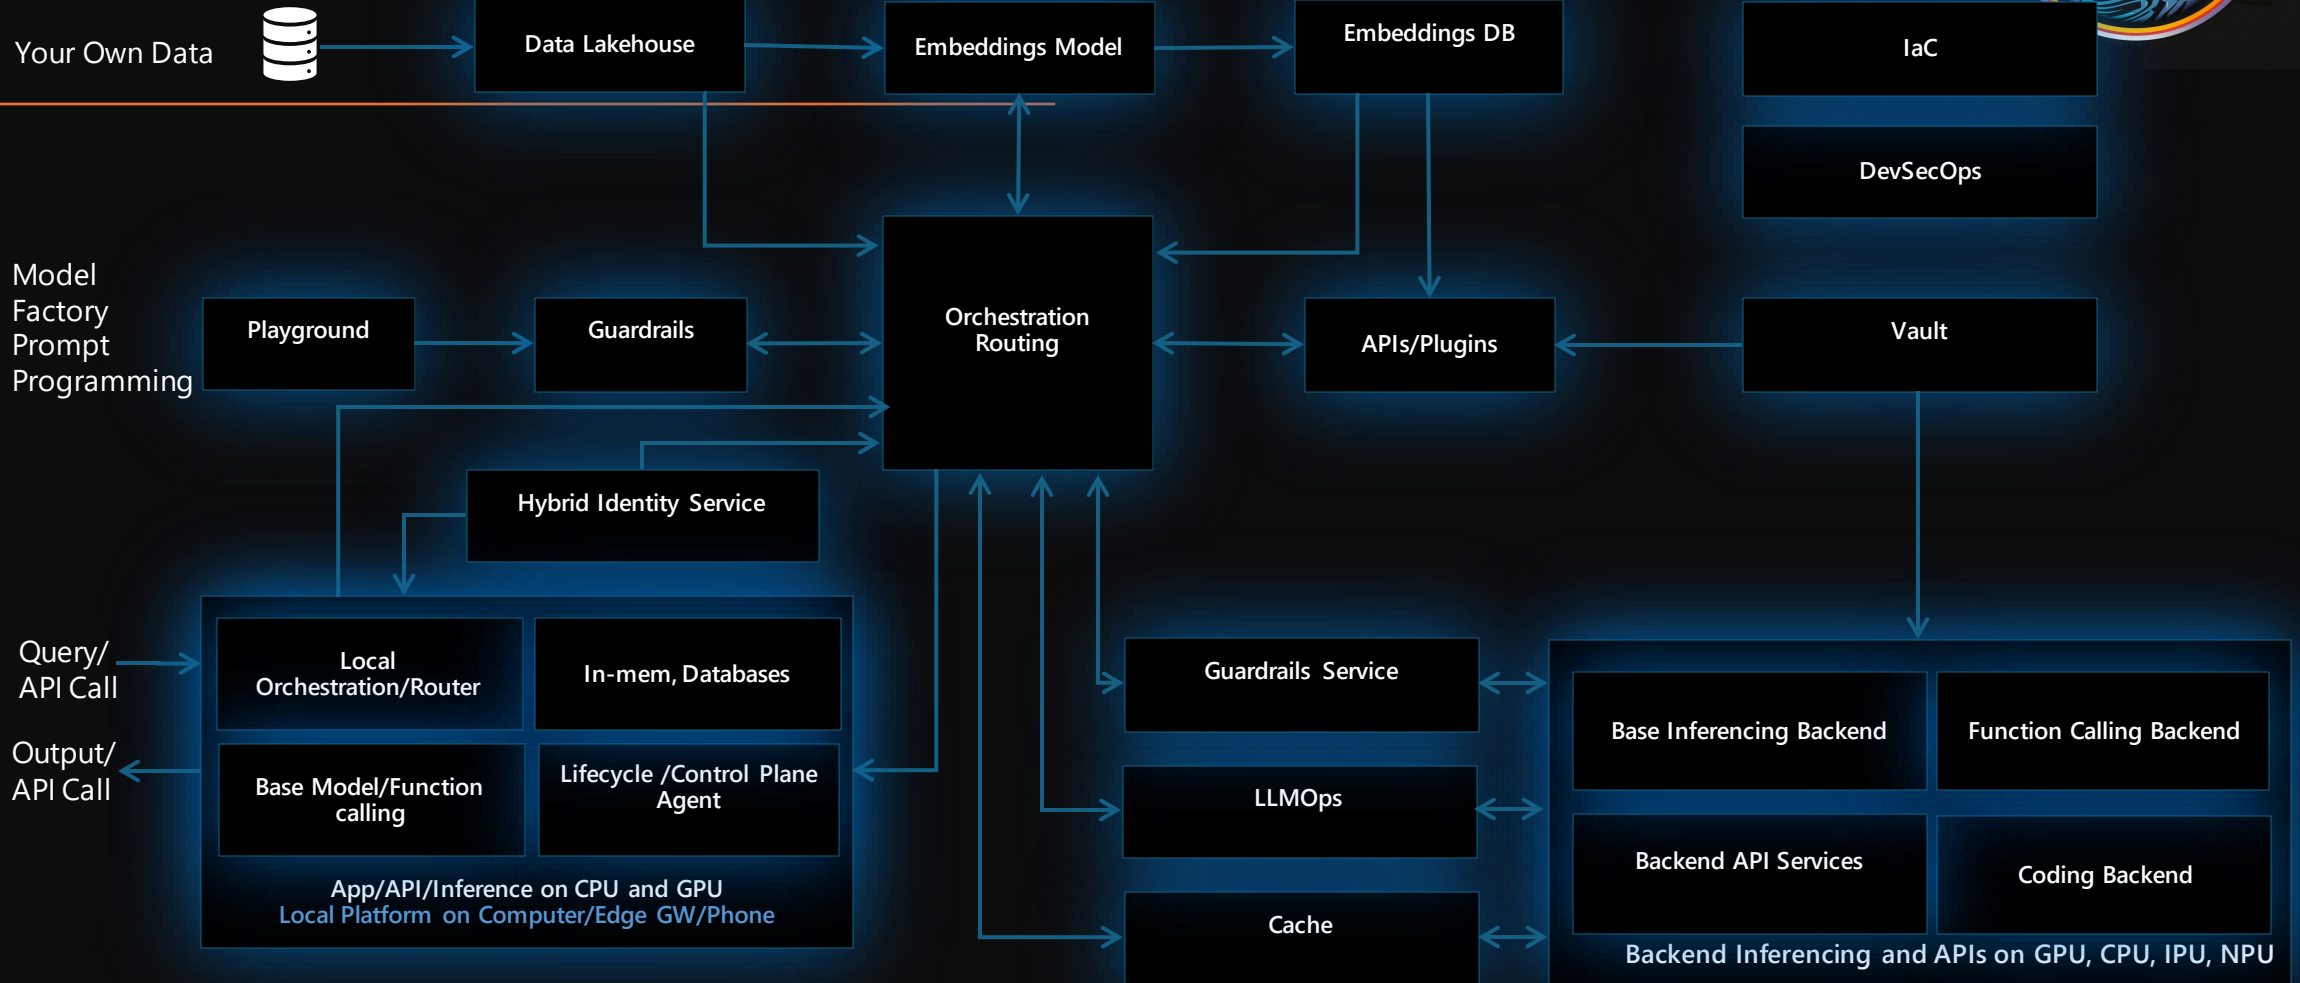 Your Own Data
Data Lakehouse
Embeddings Model
Embeddings DB
IaC
DevSecOps
Model
Factory
Prompt
Programming
Playground
Guardrails
Orchestration
Routing
APIs/Plugins
Vault
Hybrid Identity Service
Query/
API Call
Output/
API Call
Local
Orchestration/Router
In-mem, Databases
Base Model/Function
calling
Lifecycle /Control Plane
Agent
App/API/Inference on CPU and GPU
Local Platform on Computer/Edge GW/Phone
Guardrails Service
LLMOps
Cache
Base Inferencing Backend
Function Calling Backend
Backend API Services
Coding Backend
Backend Inferencing and APIs on GPU, CPU, IPU, NPU